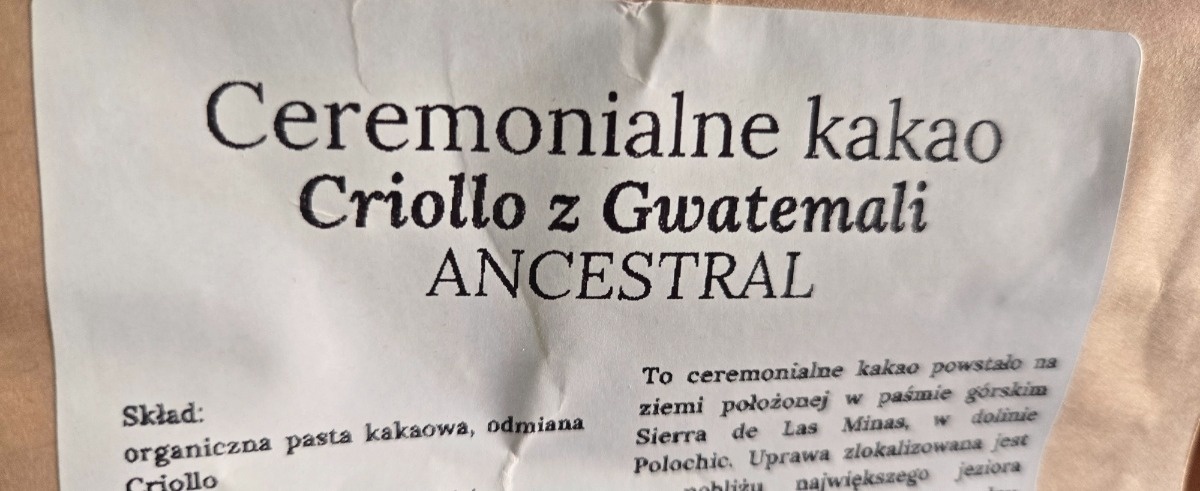 Ceremonialne kakao
Criollo z Gwatemali
ANCESTRAL
Skład:
organiczna pasta kakaowa, odmiana
Criollo
To ceremonialne kakao powstało na
ziemi położonej w paśmie górskim
Sierra de Las Minas, w dolinie
Polochic. Uprawa zlokalizowana jest
pobliżu największego jeziora